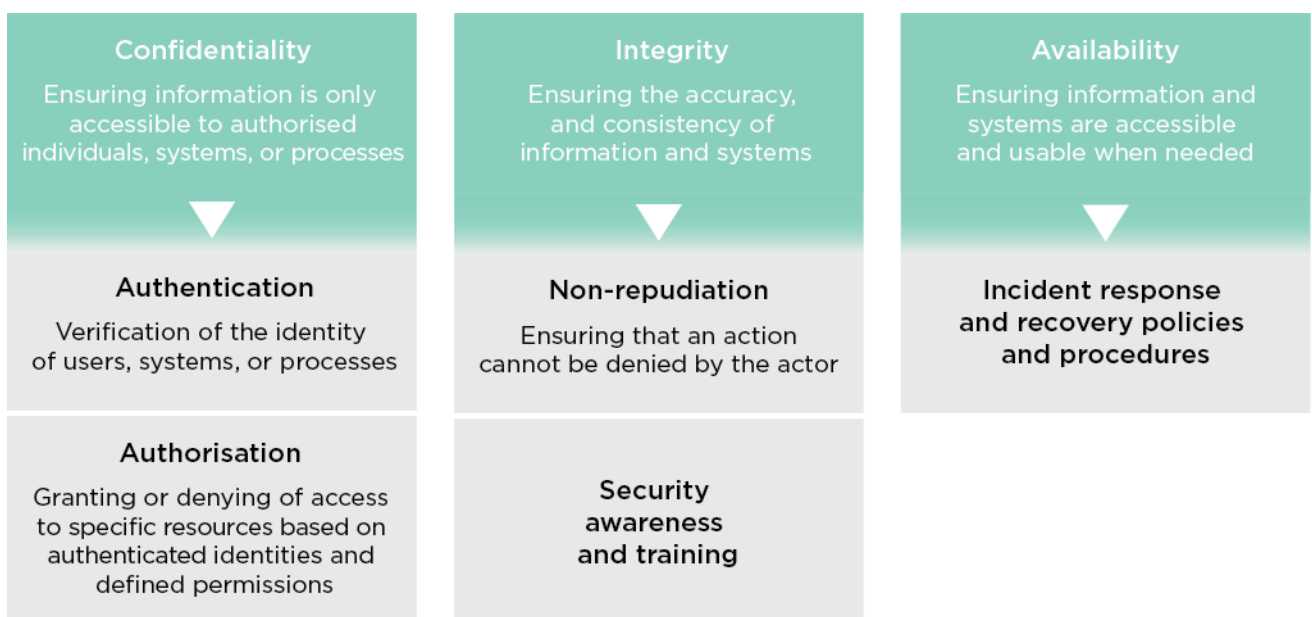 Confidentiality
Ensuring information is only
accessible to authorised
individuals, systems, or processes
Authentication
Verification of the identity
of users, systems, or processes
Authorisation
Granting or denying of access
to specific resources based on
authenticated identities and
defined permissions
Integrity
Ensuring the accuracy,
and consistency of
information and systems
Non-repudiation
Ensuring that an action
cannot be denied by the actor
Security
awareness
and training
Availability
Ensuring information and
systems are accessible
and usable when needed
Incident response
and recovery policies
and procedures